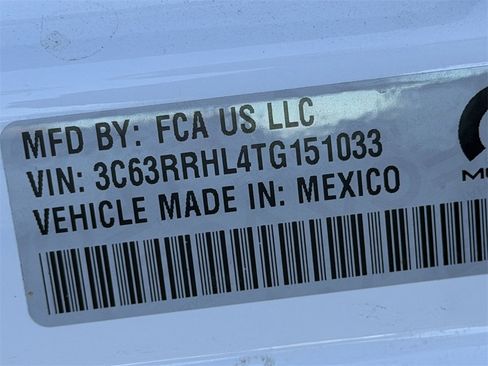 MFD BY: FCA US LLC
VIN: 3C63RRHL4TG151033
VEHICLE MADE IN: MEXICO